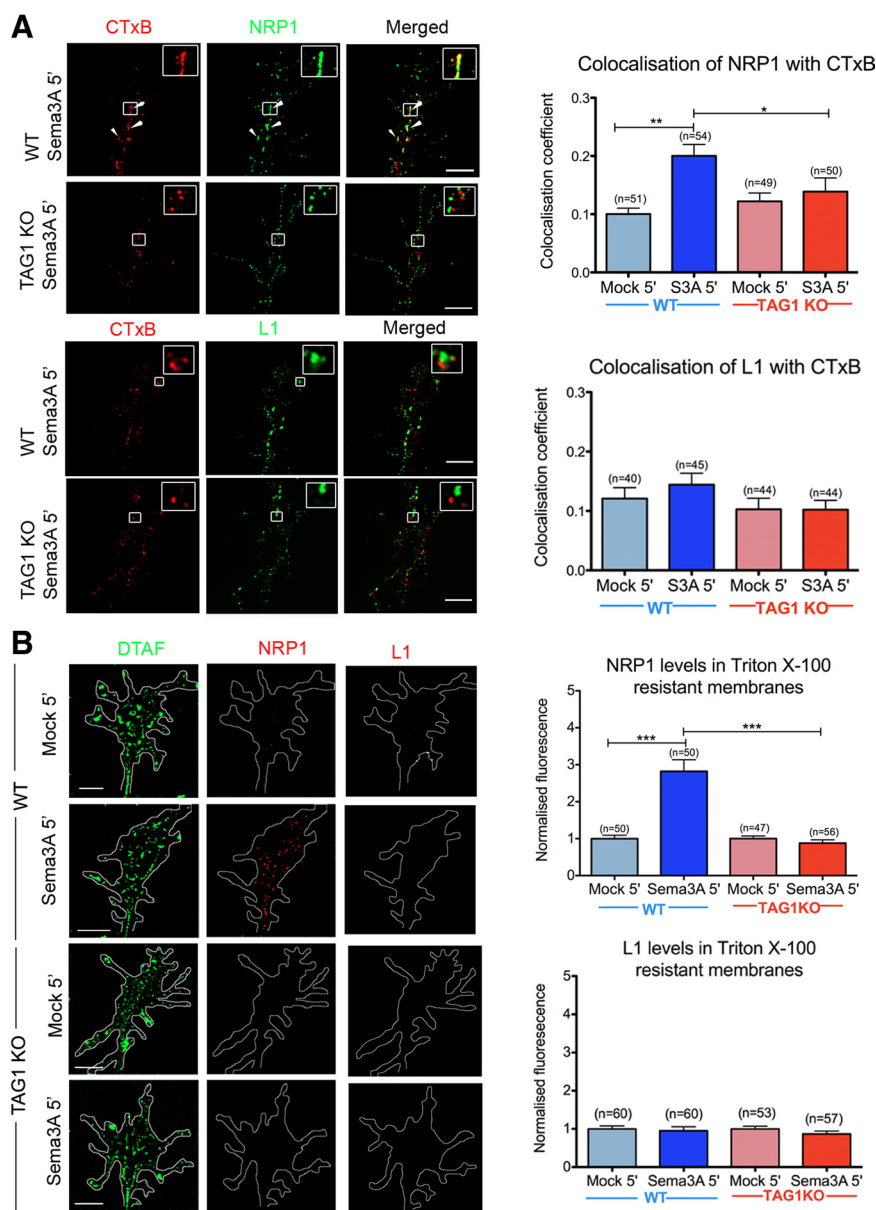 A
CTxB NRP1 Merged
WT
Sema3A 5'
TAG1 KO
Sema3A 5'
CTxB L1 Merged
WT
Sema3A 5'
TAG1 KO
Sema3A 5'
Colocalisation of NRP1 with CTxB
Colocalisation coefficient
0.3
0.2
0.1
0.0
** *
(n=51) (n=54) (n=49) (n=50)
Mock 5' S3A 5' Mock 5' S3A 5'
WT TAG1 KO
Colocalisation of L1 with CTxB
Colocalisation coefficient
0.3
0.2
0.1
0.0
(n=40) (n=45) (n=44) (n=44)
Mock 5' S3A 5' Mock 5' S3A 5'
WT TAG1 KO
B
DTAF NRP1 L1
WT
Mock 5'
Sema3A 5'
TAG1 KO
Mock 5'
Sema3A 5'
NRP1 levels in Triton X-100
resistant membranes
Normalised fluorescence
5
4
3
2
1
0
*** ***
(n=50) (n=50) (n=47) (n=56)
Mock 5' Sema3A 5' Mock 5' Sema3A 5'
WT TAG1KO
L1 levels in Triton X-100
resistant membranes
Normalised fluoresecence
5
4
3
2
1
0
(n=60) (n=60) (n=53) (n=57)
Mock 5' Sema3A 5' Mock 5' Sema3A 5'
WT TAG1KO